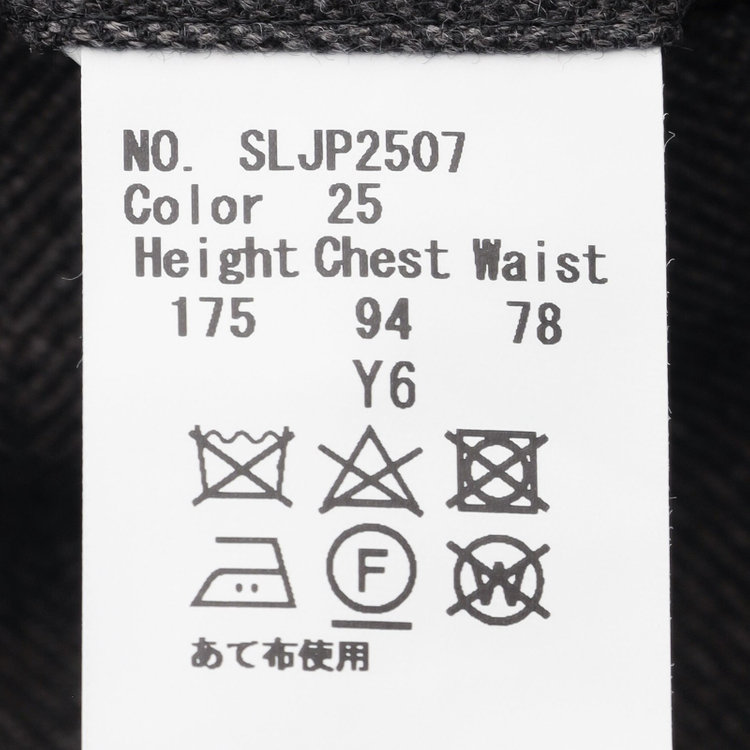 NO. SLJP2507
Color 25
Height Chest Waist
175 94 78
Y6
F W
あて布使用